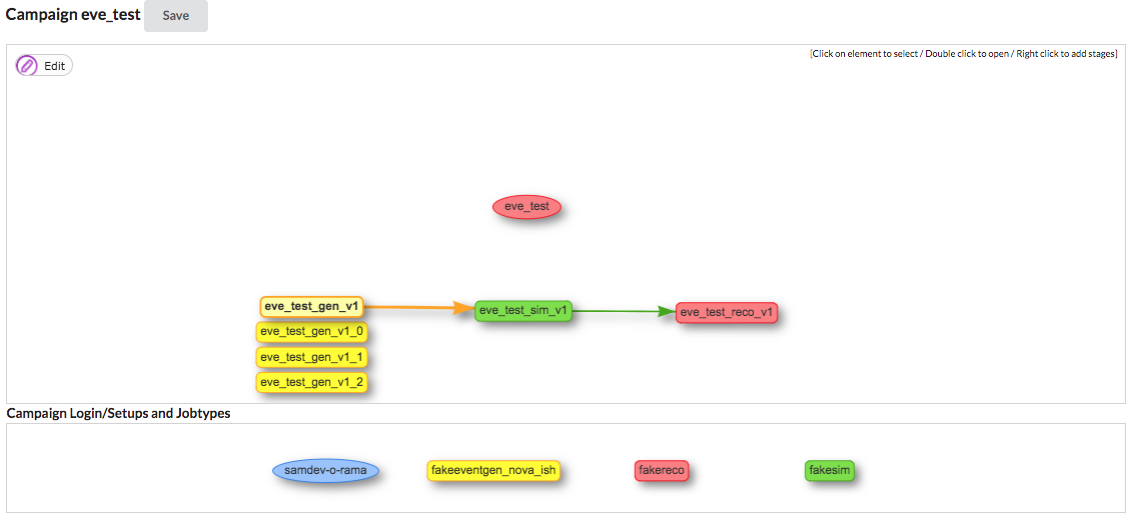 Campaign eve_test Save
[Click on element to select / Double click to open / Right click to add stages]
Edit
eve_test
eve_test_gen_v1 eve_test_sim_v1 eve_test_reco_v1
eve_test_gen_v1_0
eve_test_gen_v1_1
eve_test_gen_v1_2
Campaign Login/Setups and Jobtypes
samdev-o-rama fakeeventgen_nova_ish fakereco fakesim